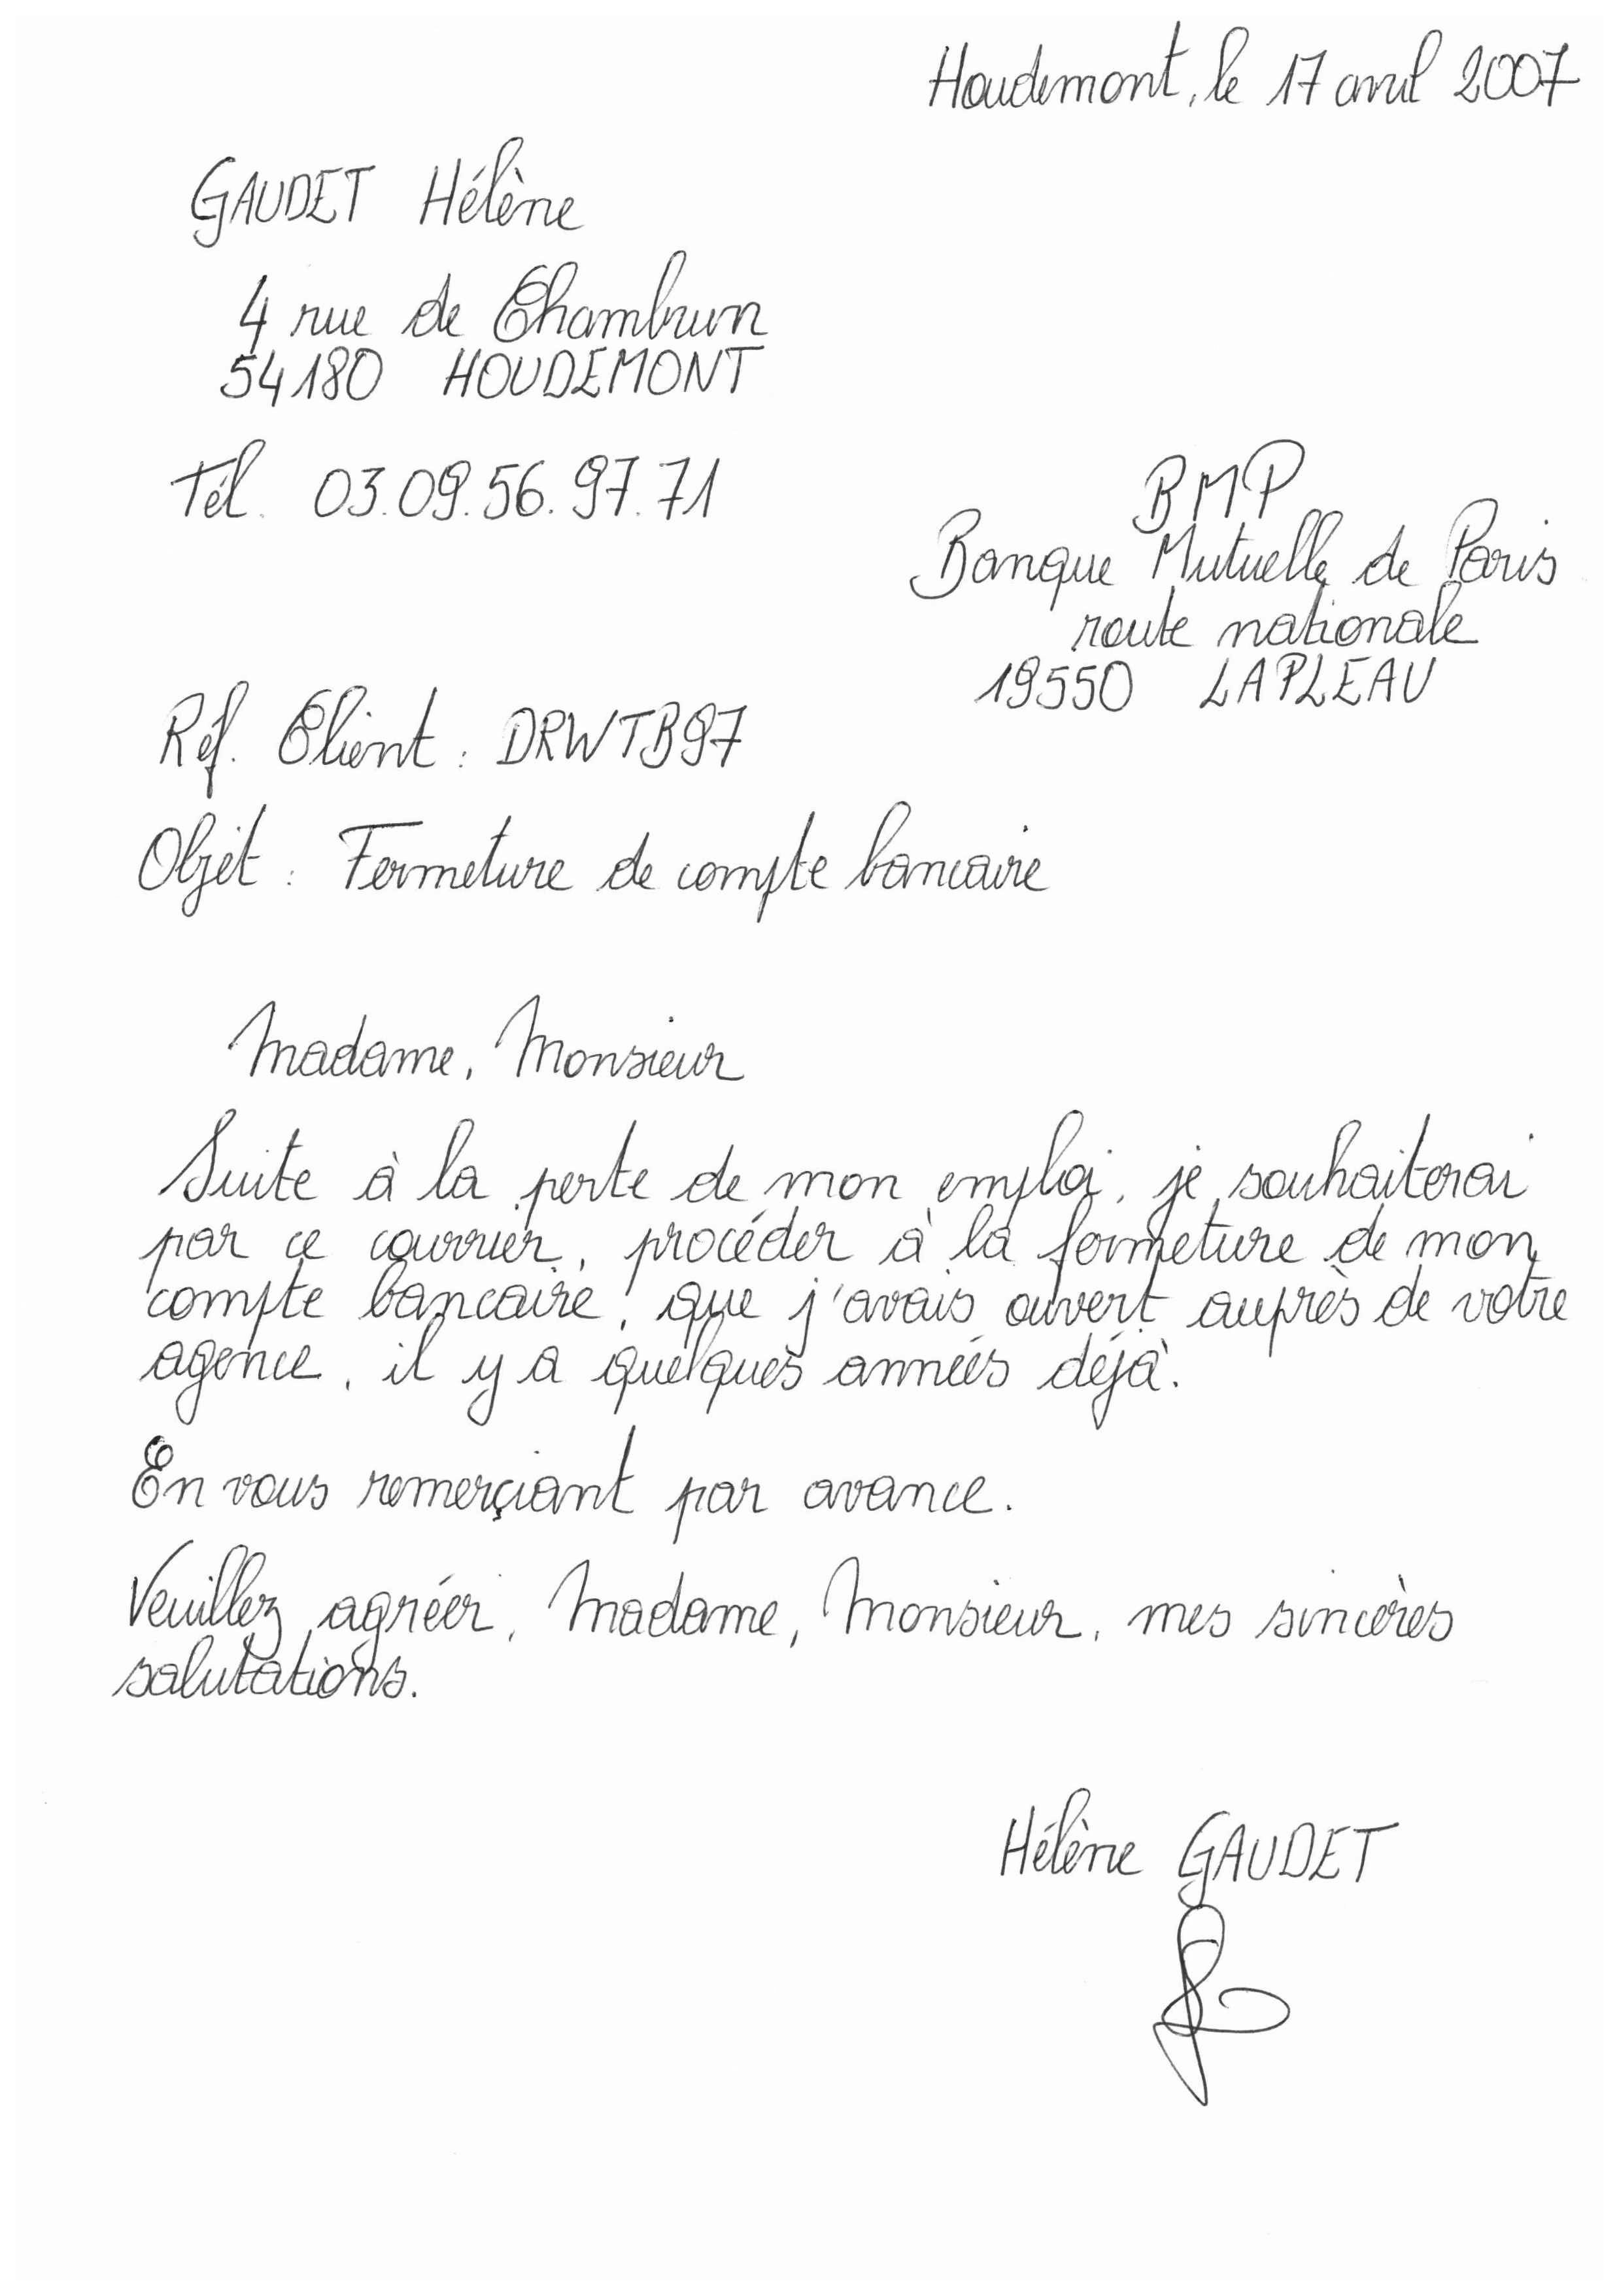 Houdemont, le 17 avril 2007
GAUDET Hélène
4 rue de Chambrun
54180 HOUDEMONT
Tél. 03.09.56.97.71
BMP
Banque Mutuelle de Paris
route nationale
19550 LAPLEAU
Réf. Client : DRWTB97
Objet : Fermeture de compte bancaire
Madame, Monsieur
Suite à la perte de mon emploi, je souhaiterai
par ce courrier, procéder à la fermeture de mon
compte bancaire, que j'avais ouvert auprès de votre
agence, il y a quelques années déjà.
En vous remerçiant par avance.
Veuillez agréer, Madame, Monsieur, mes sincères
salutations.
Hélène GAUDET